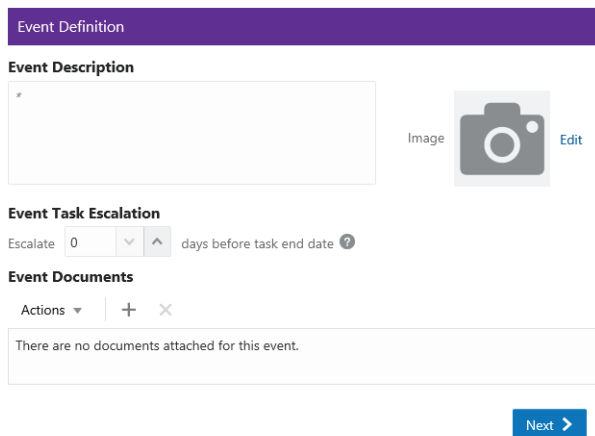 Event Definition
Event Description
*
Image
Edit
Event Task Escalation
Escalate 0 days before task end date ?
Event Documents
Actions
There are no documents attached for this event.
Next